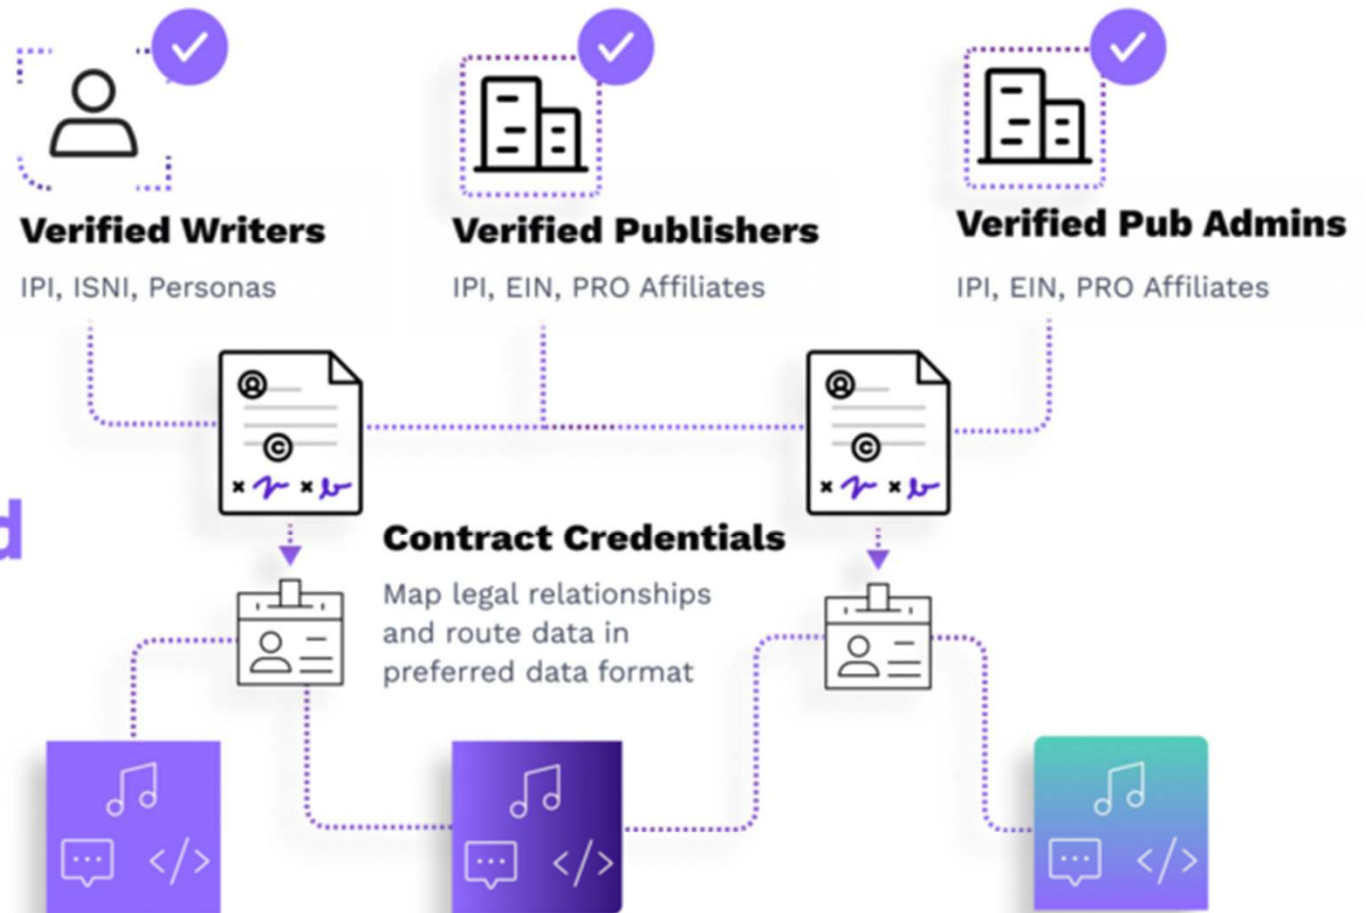 Verified Writers
IPI, ISNI, Personas
Verified Publishers
IPI, EIN, PRO Affiliates
Verified Pub Admins
IPI, EIN, PRO Affiliates
d
Contract Credentials
Map legal relationships
and route data in
preferred data format